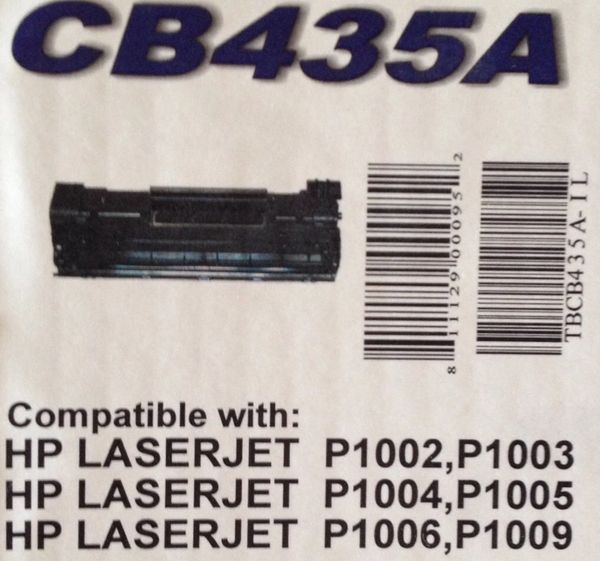 CB435A
8 11129 00095 2
TBCB435A-1L
Compatible with:
HP LASERJET P1002,P1003
HP LASERJET P1004,P1005
HP LASERJET P1006,P1009